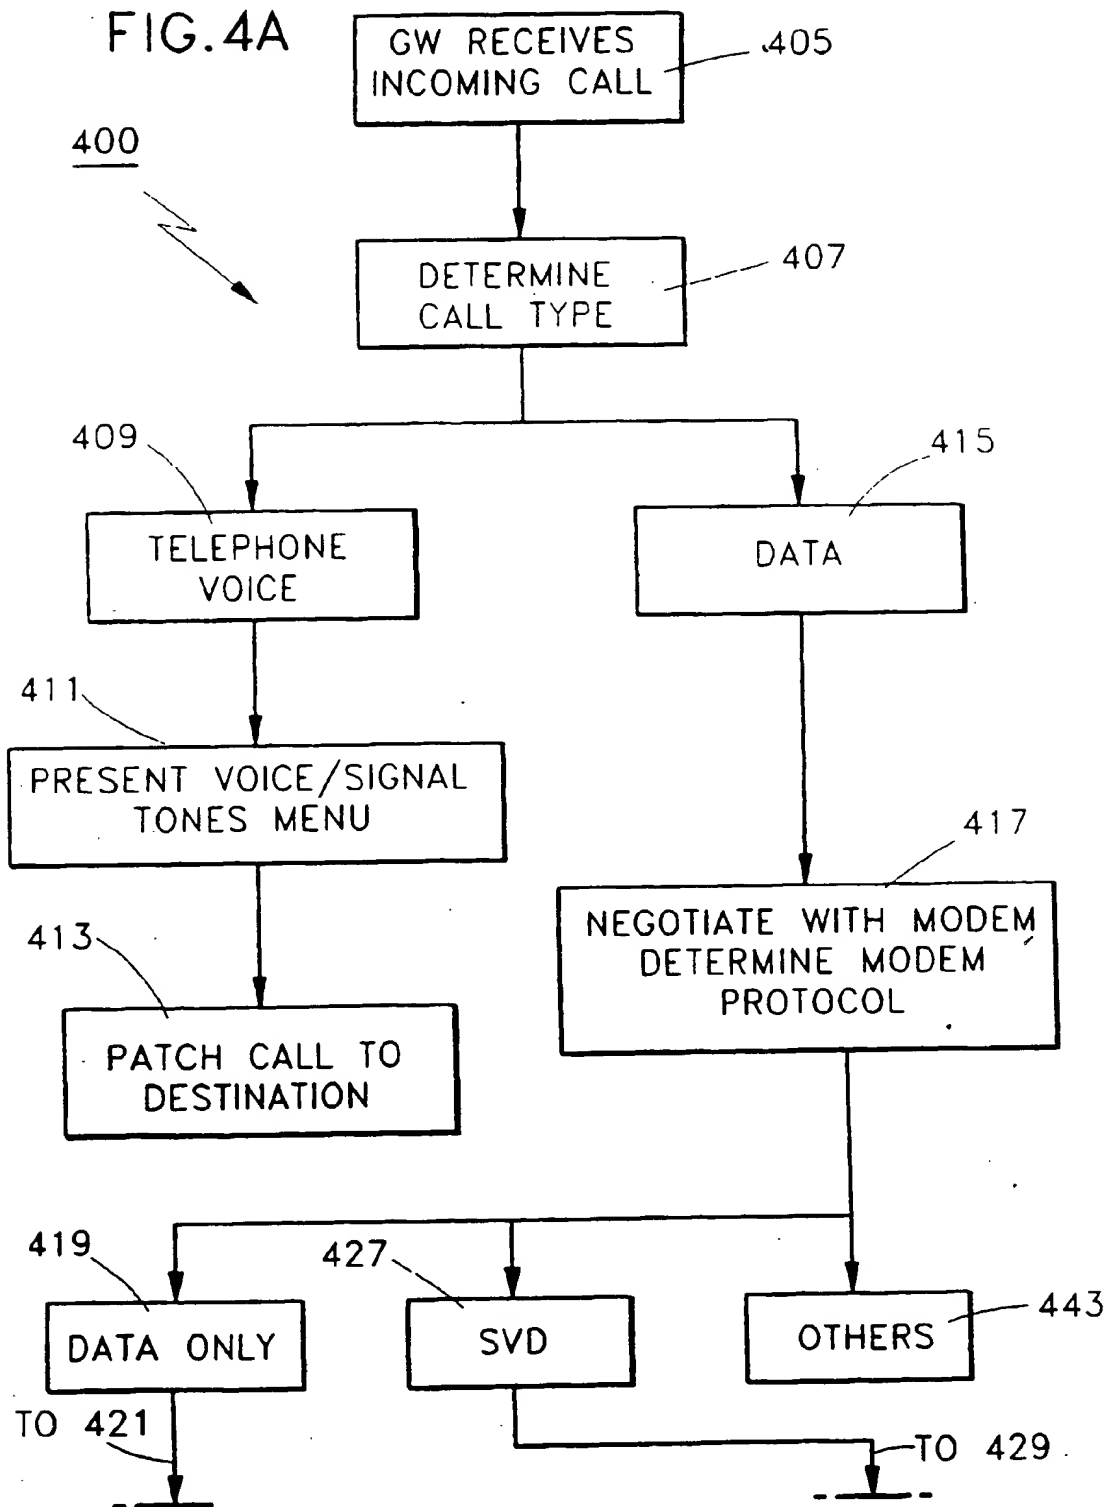 FIG. 4A
GW RECEIVES
INCOMING CALL
405
400
DETERMINE
CALL TYPE
407
409
TELEPHONE
VOICE
415
DATA
411
PRESENT VOICE/SIGNAL
TONES MENU
417
NEGOTIATE WITH MODEM
DETERMINE MODEM
PROTOCOL
413
PATCH CALL TO
DESTINATION
419
DATA ONLY
427
SVD
OTHERS
443
TO 421
TO 429